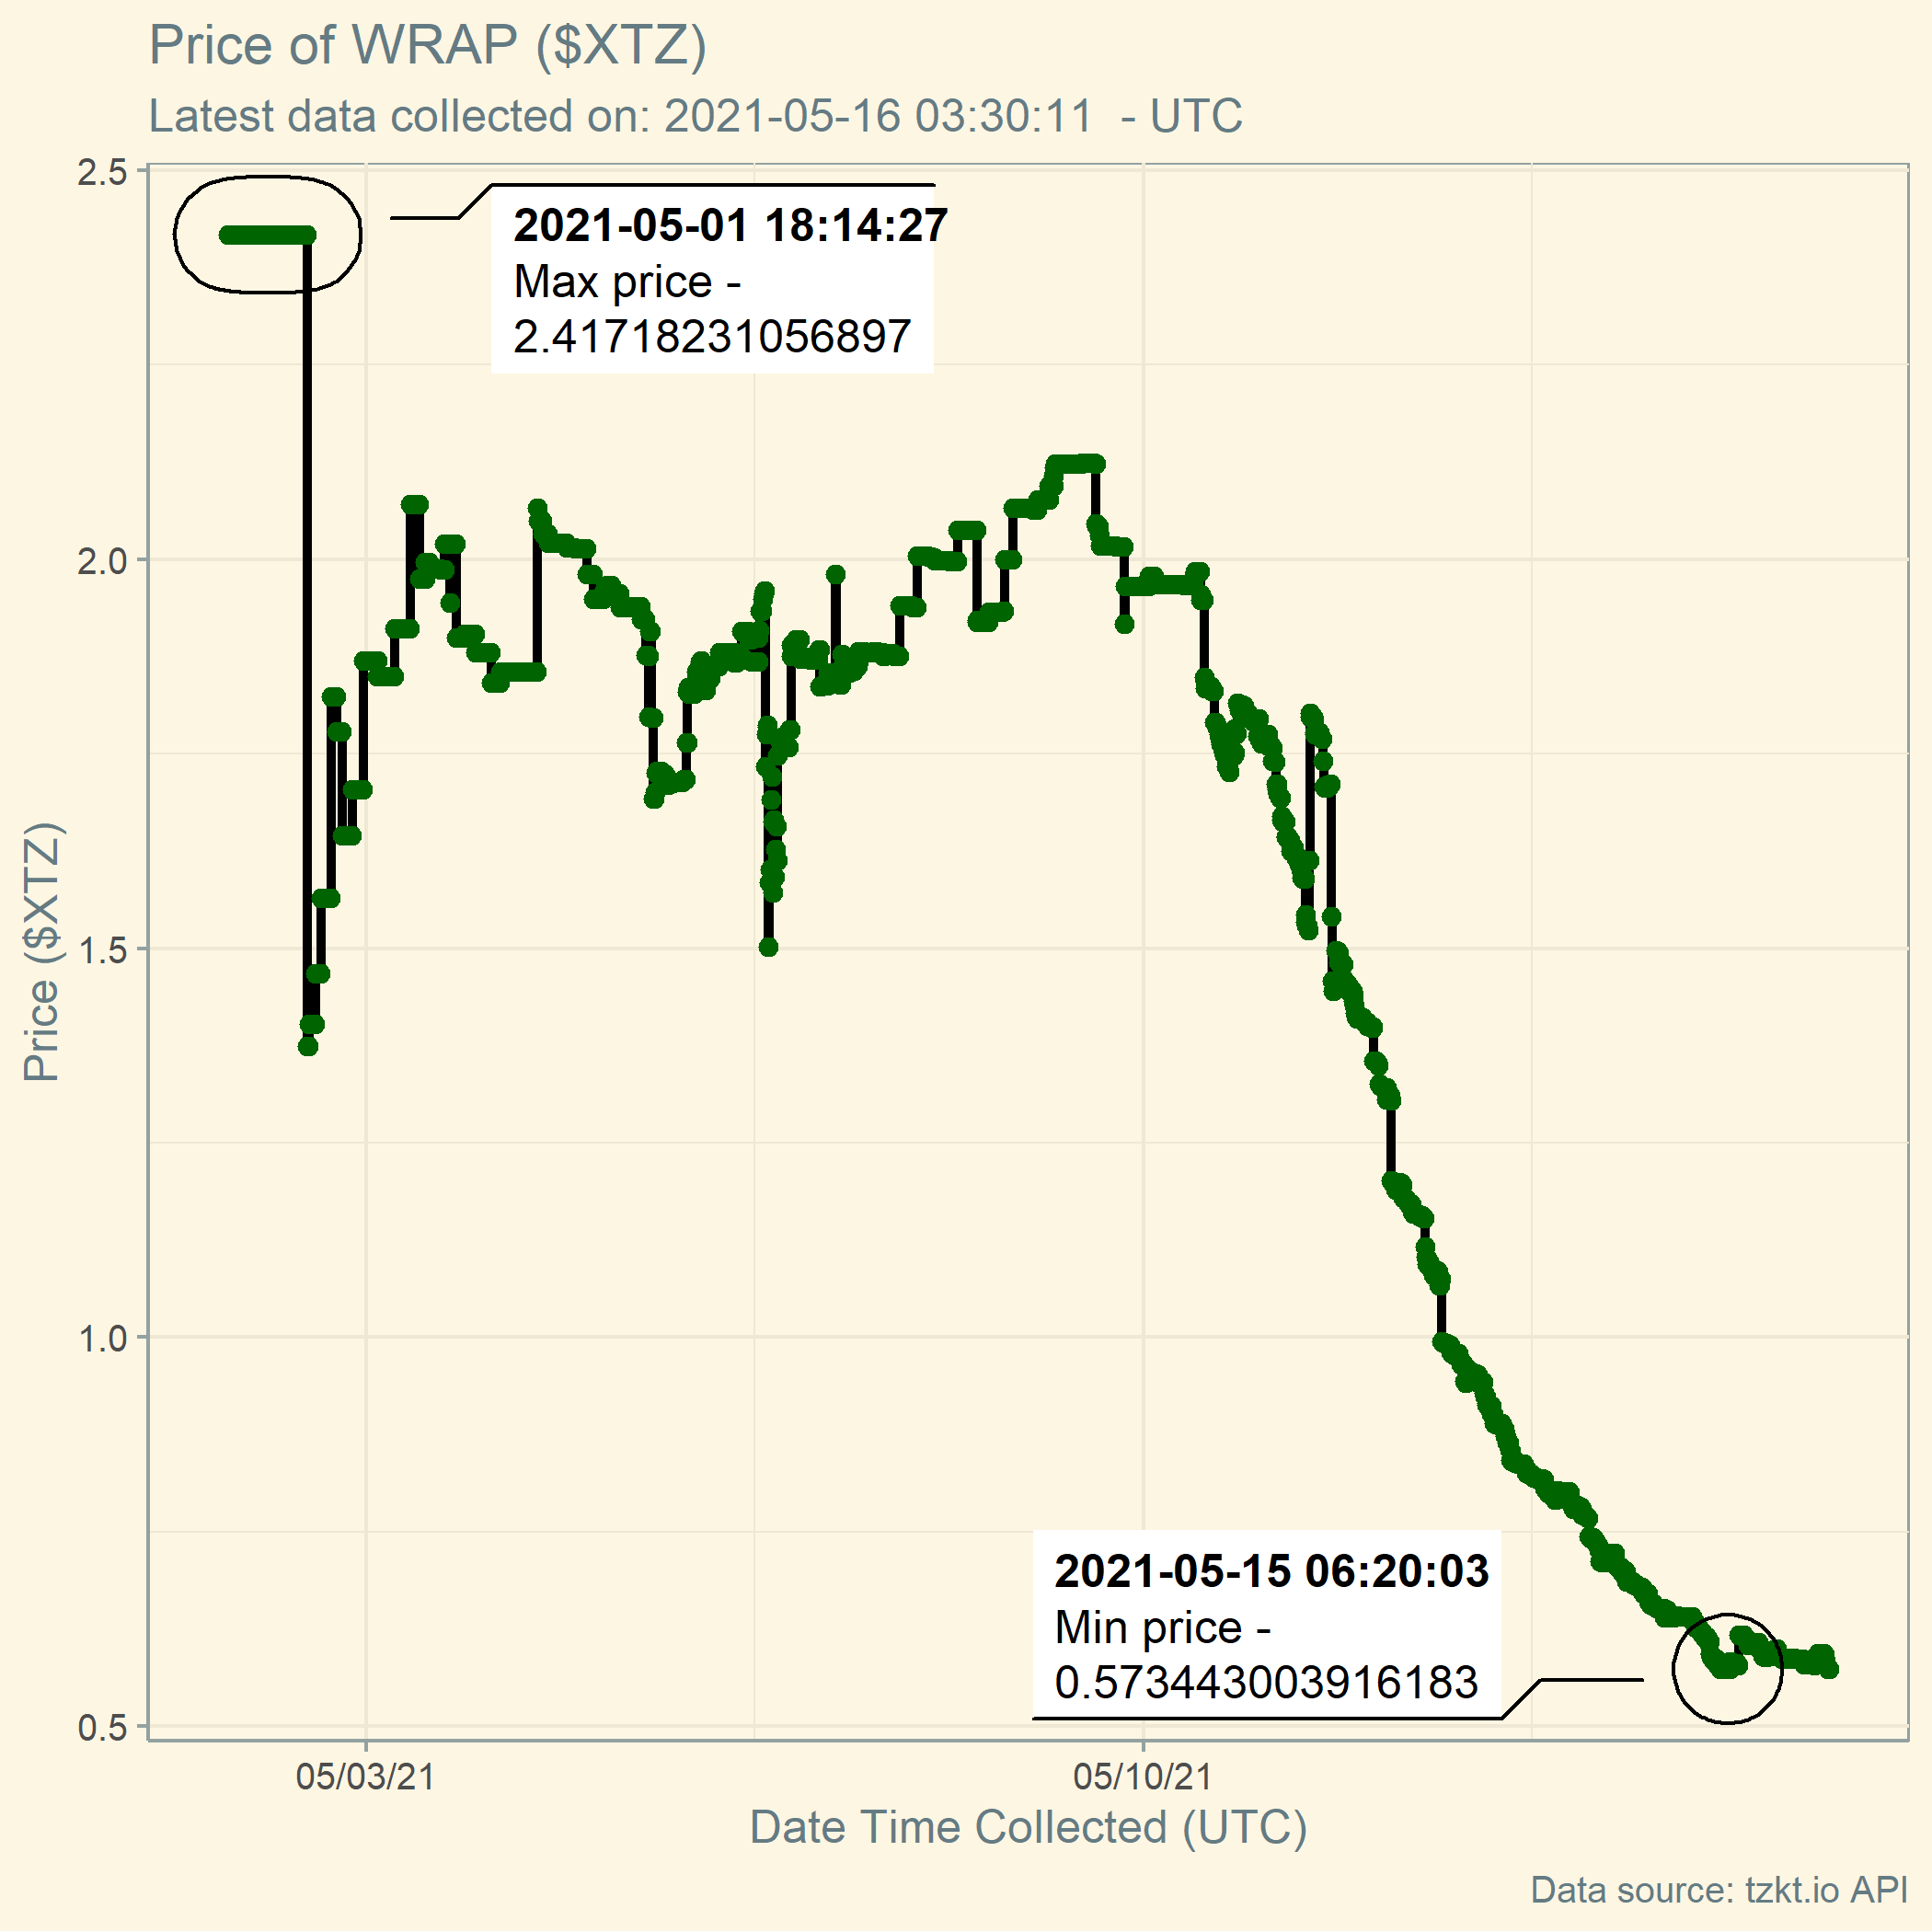 Price of WRAP ($XTZ)
Latest data collected on: 2021-05-16 03:30:11  - UTC
2.5
2.0
1.5
1.0
0.5
Price ($XTZ)
2021-05-01 18:14:27
Max price -
2.41718231056897
2021-05-15 06:20:03
Min price -
0.573443003916183
05/03/21
05/10/21
Date Time Collected (UTC)
Data source: tzkt.io API